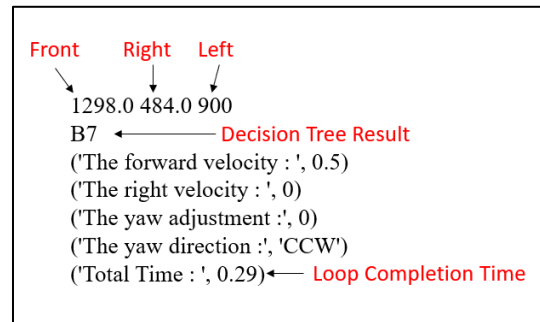 Front Right Left
1298.0 484.0 900
B7 Decision Tree Result
('The forward velocity : ', 0.5)
('The right velocity : ', 0)
('The yaw adjustment :', 0)
('The yaw direction :', 'CCW')
('Total Time : ', 0.29) Loop Completion Time